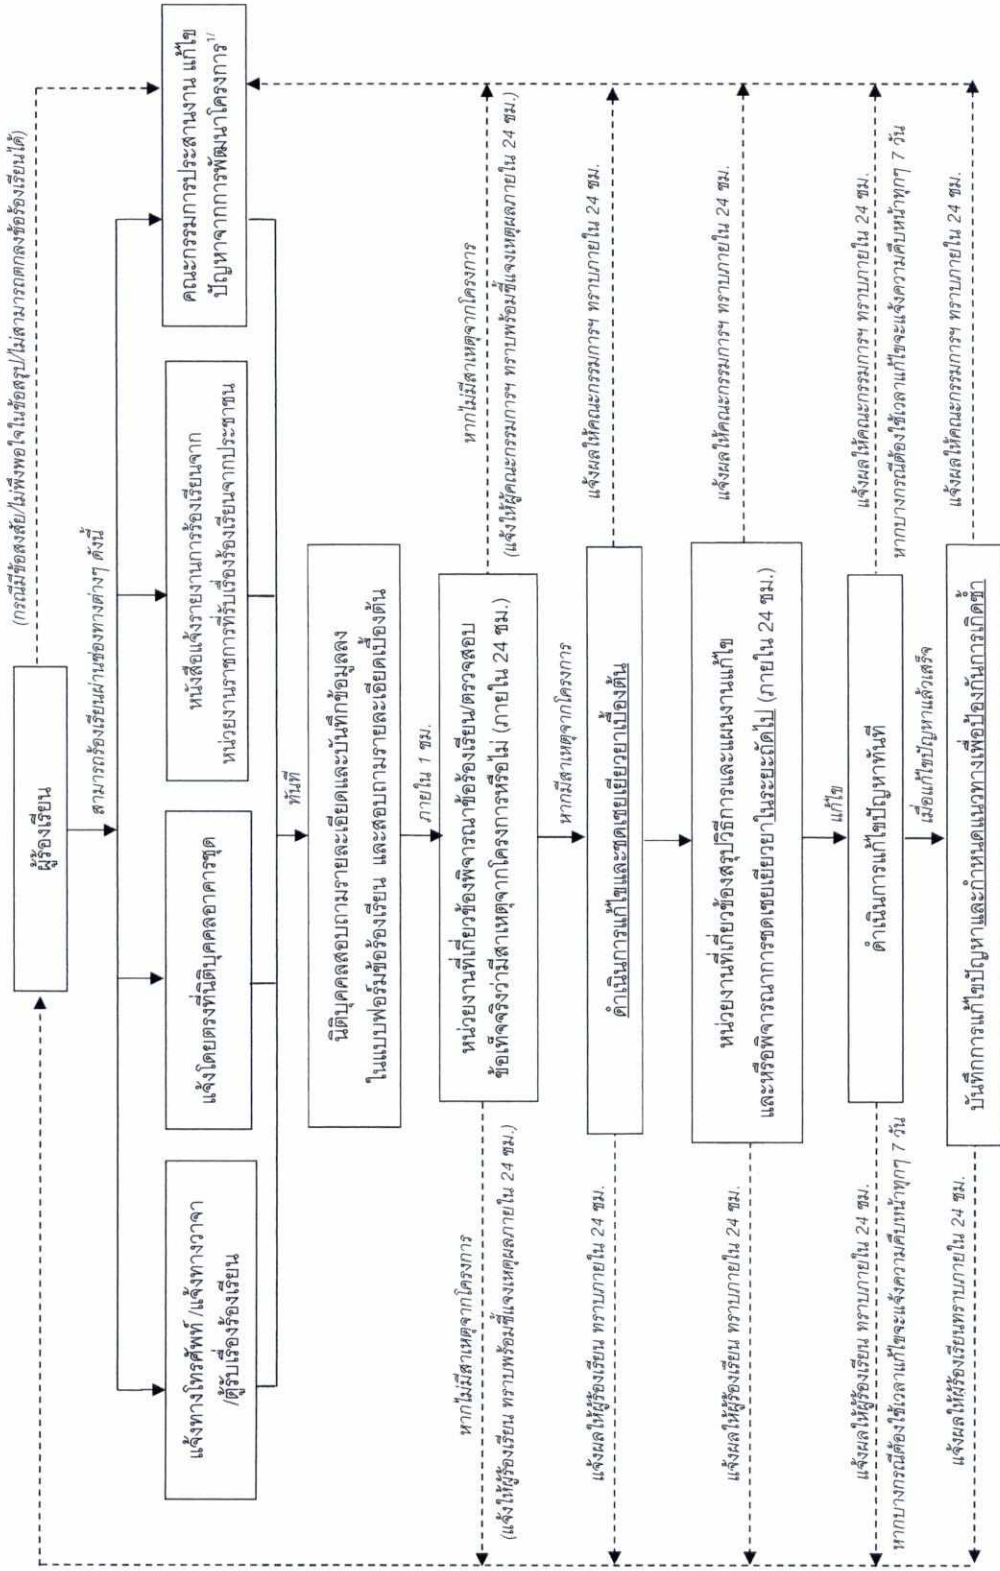 ผู้ร้องเรียน
(กรณีมีข้อสงสัย/ไม่พึงพอใจในข้อสรุป/ไม่สามารถตกลงข้อร้องเรียนได้)
สามารถร้องเรียนผ่านช่องทางต่างๆ ดังนี้
แจ้งทางโทรศัพท์ /แจ้งทางวาจา
/ตู้รับเรื่องร้องเรียน
แจ้งโดยตรงที่นิติบุคคลอาคารชุด
หนังสือแจ้งรายงานการร้องเรียนจาก
หน่วยงานราชการที่รับเรื่องร้องเรียนจากประชาชน
คณะกรรมการประสานงาน แก้ไข
ปัญหาจากการพัฒนาโครงการ1/
ทันที
นิติบุคคลสอบถามรายละเอียดและบันทึกข้อมูลลง
ในแบบฟอร์มข้อร้องเรียน และสอบถามรายละเอียดเบื้องต้น
ภายใน 1 ชม.
หน่วยงานที่เกี่ยวข้องพิจารณาข้อร้องเรียน/ตรวจสอบ
ข้อเท็จจริงว่ามีสาเหตุจากโครงการหรือไม่ (ภายใน 24 ชม.)
หากไม่มีสาเหตุจากโครงการ
(แจ้งให้ผู้ร้องเรียน ทราบพร้อมชี้แจงเหตุผลภายใน 24 ชม.)
หากไม่มีสาเหตุจากโครงการ
(แจ้งให้ผู้คณะกรรมการฯ ทราบพร้อมชี้แจงเหตุผลภายใน 24 ชม.)
หากมีสาเหตุจากโครงการ
ดำเนินการแก้ไขและชดเชยเยียวยาเบื้องต้น
แจ้งผลให้ผู้ร้องเรียน ทราบภายใน 24 ชม.
แจ้งผลให้คณะกรรมการฯ ทราบภายใน 24 ชม.
หน่วยงานที่เกี่ยวข้องสรุปวิธีการและแผนงานแก้ไข
และหรือพิจารณาการชดเชยเยียวยาในระยะถัดไป (ภายใน 24 ชม.)
แจ้งผลให้ผู้ร้องเรียน ทราบภายใน 24 ชม.
แจ้งผลให้คณะกรรมการฯ ทราบภายใน 24 ชม.
แก้ไข
ดำเนินการแก้ไขปัญหาทันที
แจ้งผลให้ผู้ร้องเรียน ทราบภายใน 24 ชม.
หากบางกรณีต้องใช้เวลาแก้ไขจะแจ้งความคืบหน้าทุกๆ 7 วัน
แจ้งผลให้คณะกรรมการฯ ทราบภายใน 24 ชม.
หากบางกรณีต้องใช้เวลาแก้ไขจะแจ้งความคืบหน้าทุกๆ 7 วัน
เมื่อแก้ไขปัญหาแล้วเสร็จ
บันทึกการแก้ไขปัญหาและกำหนดแนวทางเพื่อป้องกันการเกิดซ้ำ
แจ้งผลให้ผู้ร้องเรียนทราบภายใน 24 ชม.
แจ้งผลให้คณะกรรมการฯ ทราบภายใน 24 ชม.